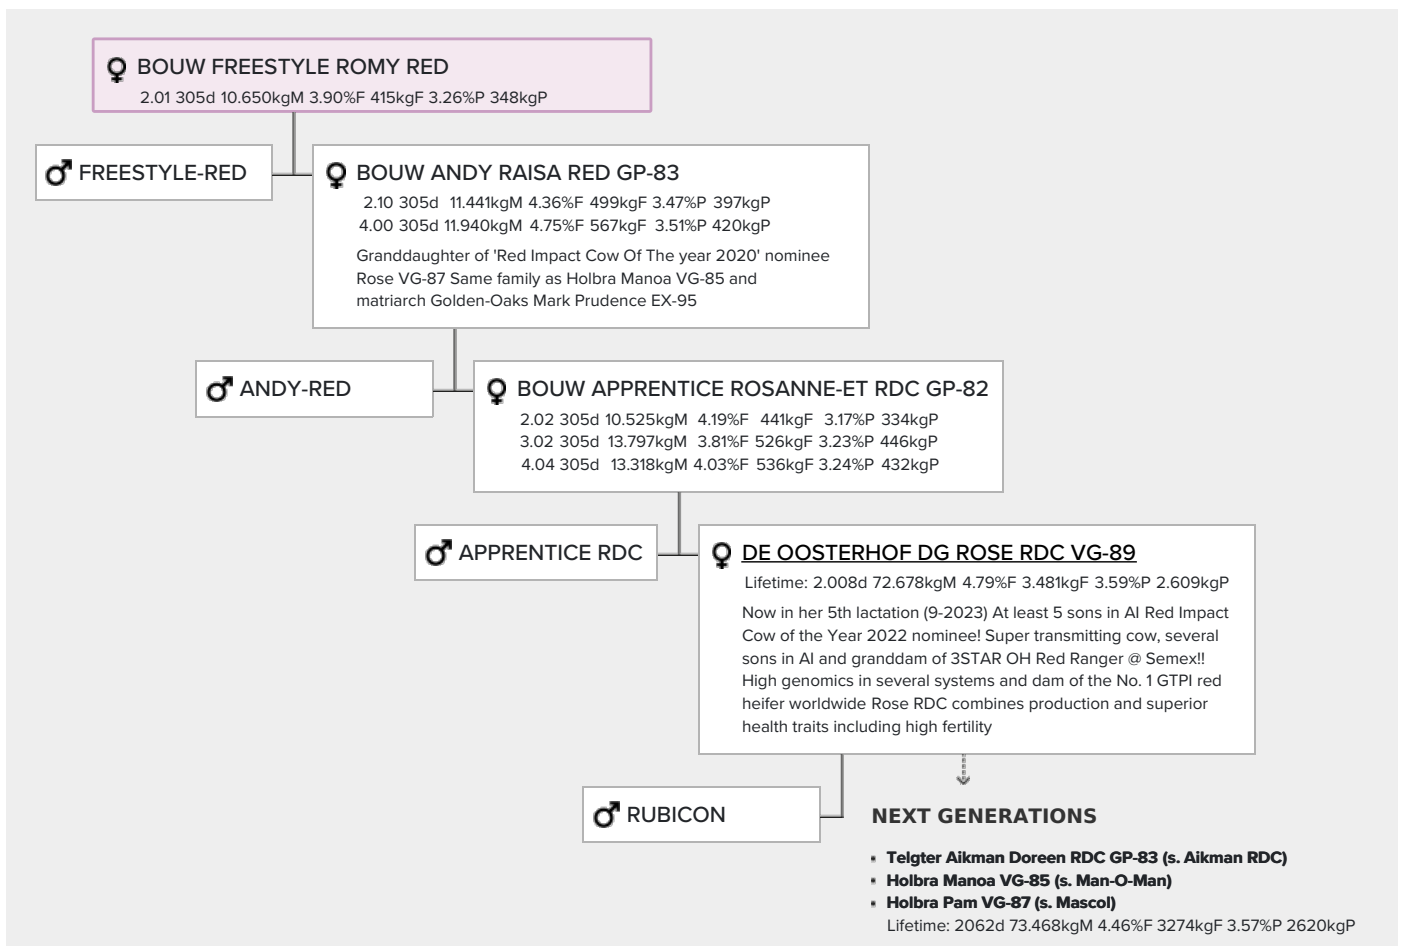 BOUW FREESTYLE ROMY RED
2.01 305d 10.650kgM 3.90%F 415kgF 3.26%P 348kgP
FREESTYLE-RED
BOUW ANDY RAISA RED GP-83
2.10 305d 11.441kgM 4.36%F 499kgF 3.47%P 397kgP
4.00 305d 11.940kgM 4.75%F 567kgF 3.51%P 420kgP
Granddaughter of 'Red Impact Cow Of The year 2020' nominee
Rose VG-87 Same family as Holbra Manoa VG-85 and
matriarch Golden-Oaks Mark Prudence EX-95
ANDY-RED
BOUW APPRENTICE ROSANNE-ET RDC GP-82
2.02 305d 10.525kgM 4.19%F 441kgF 3.17%P 334kgP
3.02 305d 13.797kgM 3.81%F 526kgF 3.23%P 446kgP
4.04 305d 13.318kgM 4.03%F 536kgF 3.24%P 432kgP
APPRENTICE RDC
DE OOSTERHOF DG ROSE RDC VG-89
Lifetime: 2.008d 72.678kgM 4.79%F 3.481kgF 3.59%P 2.609kgP
Now in her 5th lactation (9-2023) At least 5 sons in AI Red Impact
Cow of the Year 2022 nominee! Super transmitting cow, several
sons in AI and granddam of 3STAR OH Red Ranger @ Semex!!
High genomics in several systems and dam of the No. 1 GTPI red
heifer worldwide Rose RDC combines production and superior
health traits including high fertility
RUBICON
NEXT GENERATIONS
Telgter Aikman Doreen RDC GP-83 (s. Aikman RDC)
Holbra Manoa VG-85 (s. Man-O-Man)
Holbra Pam VG-87 (s. Mascol)
Lifetime: 2062d 73.468kgM 4.46%F 3274kgF 3.57%P 2620kgP